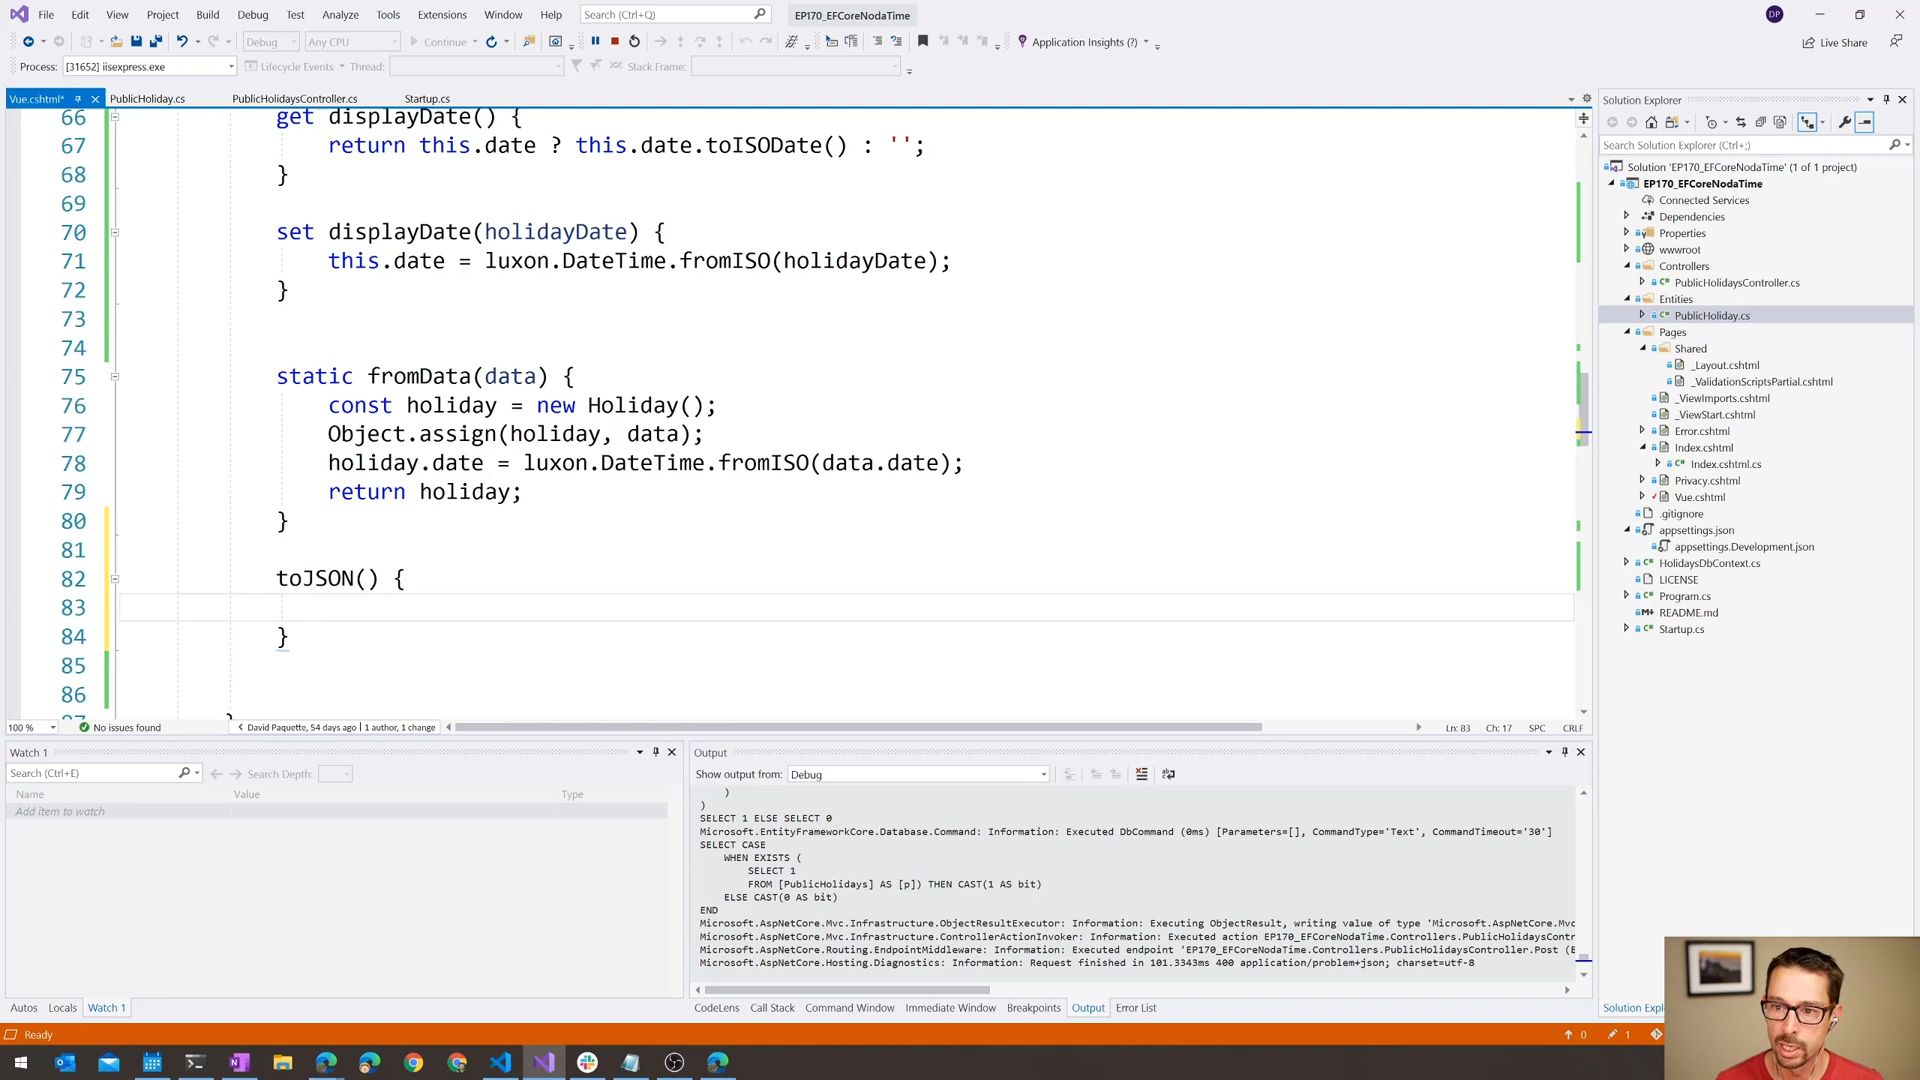 File Edit View Project Build Debug Test Analyze Tools Extensions Window Help Search (Ctrl+Q) EP170_EFCoreNodaTime DP
Debug Any CPU Continue Application Insights (?) Live Share
Process: [31652] iisexpress.exe Lifecycle Events Thread: Stack Frame:
Vue.cshtml* PublicHoliday.cs PublicHolidaysController.cs Startup.cs
66 get displayDate() {
67 return this.date ? this.date.toISODate() : '';
68 }
69
70 set displayDate(holidayDate) {
71 this.date = luxon.DateTime.fromISO(holidayDate);
72 }
73
74
75 static fromData(data) {
76 const holiday = new Holiday();
77 Object.assign(holiday, data);
78 holiday.date = luxon.DateTime.fromISO(data.date);
79 return holiday;
80 }
81
82 toJSON() {
83
84 }
85
86
100 % No issues found David Paquette, 54 days ago | 1 author, 1 change Ln: 83 Ch: 17 SPC CRLF
Solution Explorer
Search Solution Explorer (Ctrl+;)
Solution 'EP170_EFCoreNodaTime' (1 of 1 project)
EP170_EFCoreNodaTime
Connected Services
Dependencies
Properties
wwwroot
Controllers
PublicHolidaysController.cs
Entities
PublicHoliday.cs
Pages
Shared
_Layout.cshtml
_ValidationScriptsPartial.cshtml
_ViewImports.cshtml
_ViewStart.cshtml
Error.cshtml
Index.cshtml
Index.cshtml.cs
Privacy.cshtml
Vue.cshtml
.gitignore
appsettings.json
appsettings.Development.json
HolidaysDbContext.cs
LICENSE
Program.cs
README.md
Startup.cs
Watch 1
Search (Ctrl+E) Search Depth:
Name Value Type
Add item to watch
Autos Locals Watch 1
Output
Show output from: Debug
)
)
SELECT 1 ELSE SELECT 0
Microsoft.EntityFrameworkCore.Database.Command: Information: Executed DbCommand (0ms) [Parameters=[], CommandType='Text', CommandTimeout='30']
SELECT CASE
WHEN EXISTS (
SELECT 1
FROM [PublicHolidays] AS [p]) THEN CAST(1 AS bit)
ELSE CAST(0 AS bit)
END
Microsoft.AspNetCore.Mvc.Infrastructure.ObjectResultExecutor: Information: Executing ObjectResult, writing value of type 'Microsoft.AspNetCore.Mvc
Microsoft.AspNetCore.Mvc.Infrastructure.ControllerActionInvoker: Information: Executed action EP170_EFCoreNodaTime.Controllers.PublicHolidaysContr
Microsoft.AspNetCore.Routing.EndpointMiddleware: Information: Executed endpoint 'EP170_EFCoreNodaTime.Controllers.PublicHolidaysController.Post (E
Microsoft.AspNetCore.Hosting.Diagnostics: Information: Request finished in 101.3343ms 400 application/problem+json; charset=utf-8
CodeLens Call Stack Command Window Immediate Window Breakpoints Output Error List
Solution Expl
Ready 0 1